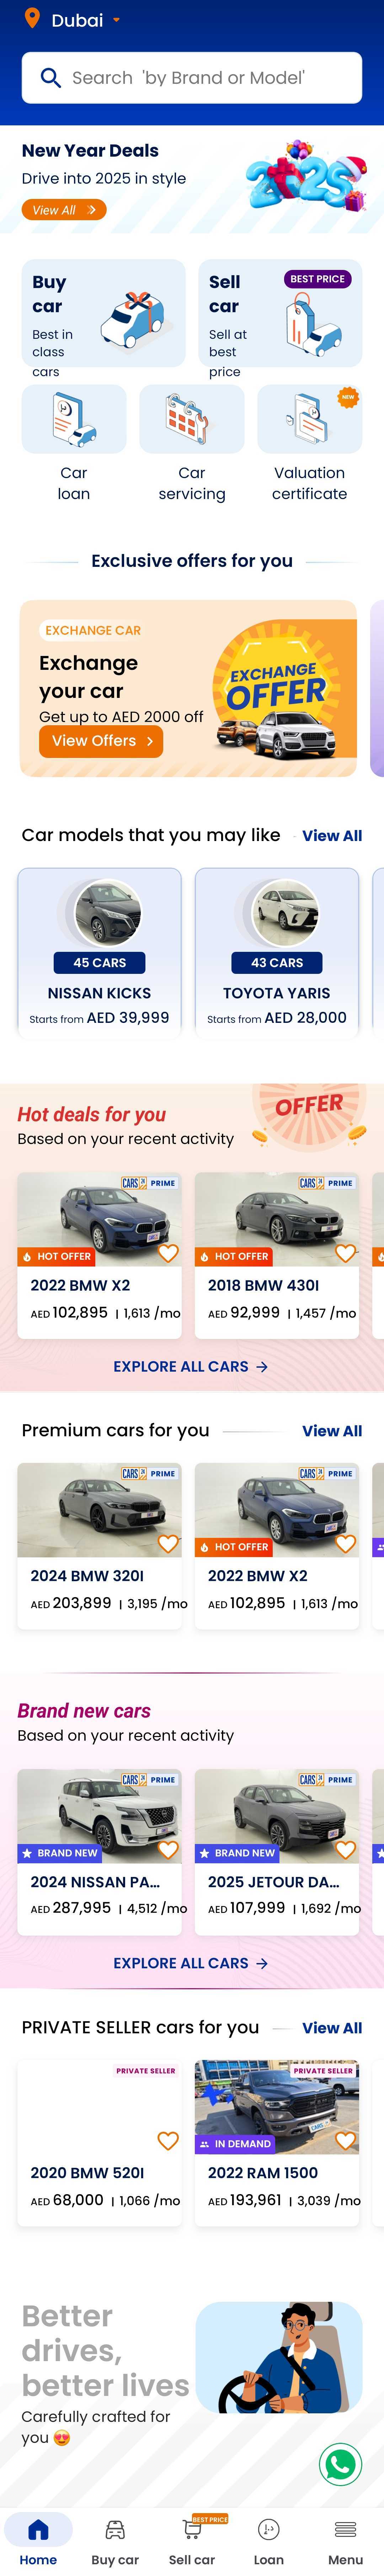 Dubai
Search 'by Brand or Model'
New Year Deals
Drive into 2025 in style
View All
2025
Buy
car
Best in
class
cars
Sell
car
BEST PRICE
Sell at
best
price
NEW
Car
loan
Car
servicing
Valuation
certificate
Exclusive offers for you
EXCHANGE CAR
Exchange
your car
Get up to AED 2000 off
View Offers
EXCHANGE
OFFER
Car models that you may like
View All
45 CARS
NISSAN KICKS
Starts from AED 39,999
43 CARS
TOYOTA YARIS
Starts from AED 28,000
Hot deals for you
Based on your recent activity
OFFER
CARS24 PRIME
HOT OFFER
2022 BMW X2
AED 102,895 | 1,613 /mo
CARS24 PRIME
HOT OFFER
2018 BMW 430I
AED 92,999 | 1,457 /mo
EXPLORE ALL CARS
Premium cars for you
View All
CARS24 PRIME
2024 BMW 320I
AED 203,899 | 3,195 /mo
CARS24 PRIME
HOT OFFER
2022 BMW X2
AED 102,895 | 1,613 /mo
Brand new cars
Based on your recent activity
CARS24 PRIME
BRAND NEW
2024 NISSAN PA...
AED 287,995 | 4,512 /mo
CARS24 PRIME
BRAND NEW
2025 JETOUR DA...
AED 107,999 | 1,692 /mo
EXPLORE ALL CARS
PRIVATE SELLER cars for you
View All
PRIVATE SELLER
2020 BMW 520I
AED 68,000 | 1,066 /mo
PRIVATE SELLER
IN DEMAND
2022 RAM 1500
AED 193,961 | 3,039 /mo
Better
drives,
better lives
Carefully crafted for
you 😍
BEST PRICE
Home
Buy car
Sell car
Loan
Menu